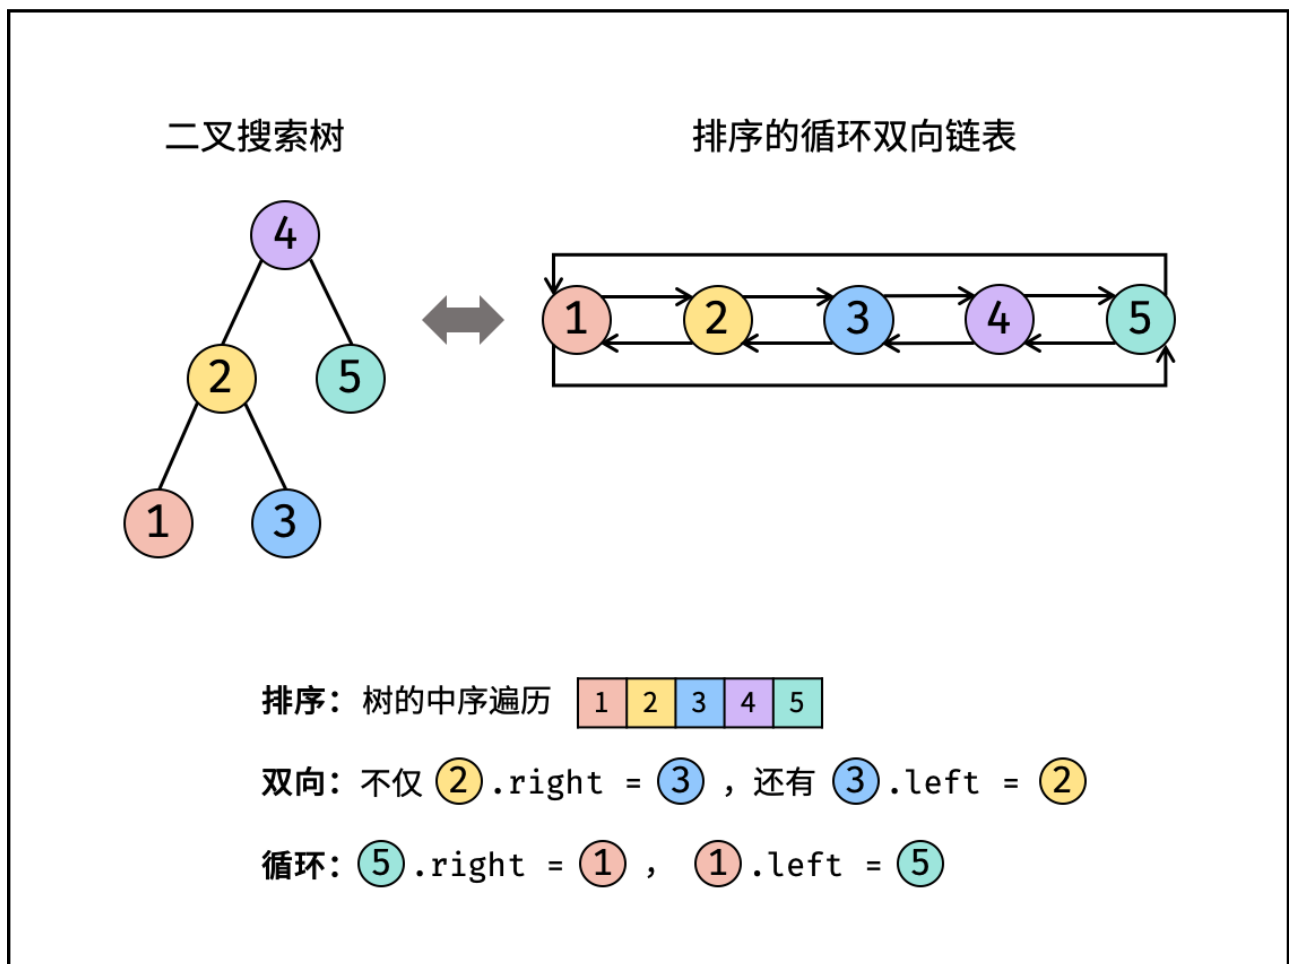 二叉搜索树
排序的循环双向链表
4
2 5
1 3
1 2 3 4 5
排序：树的中序遍历 1 2 3 4 5
双向：不仅 2 .right = 3 ，还有 3 .left = 2
循环：5 .right = 1 ， 1 .left = 5